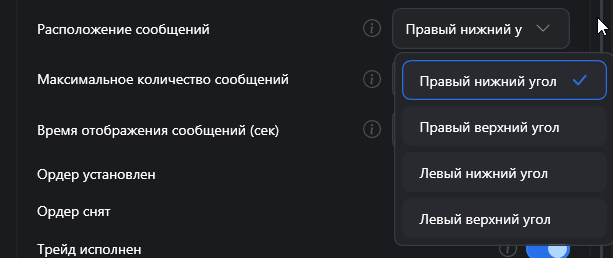 Расположение сообщений
Правый нижний у
Максимальное количество сообщений
Правый нижний угол
Правый верхний угол
Время отображения сообщений (сек)
Левый нижний угол
Ордер установлен
Левый верхний угол
Ордер снят
Трейд исполнен